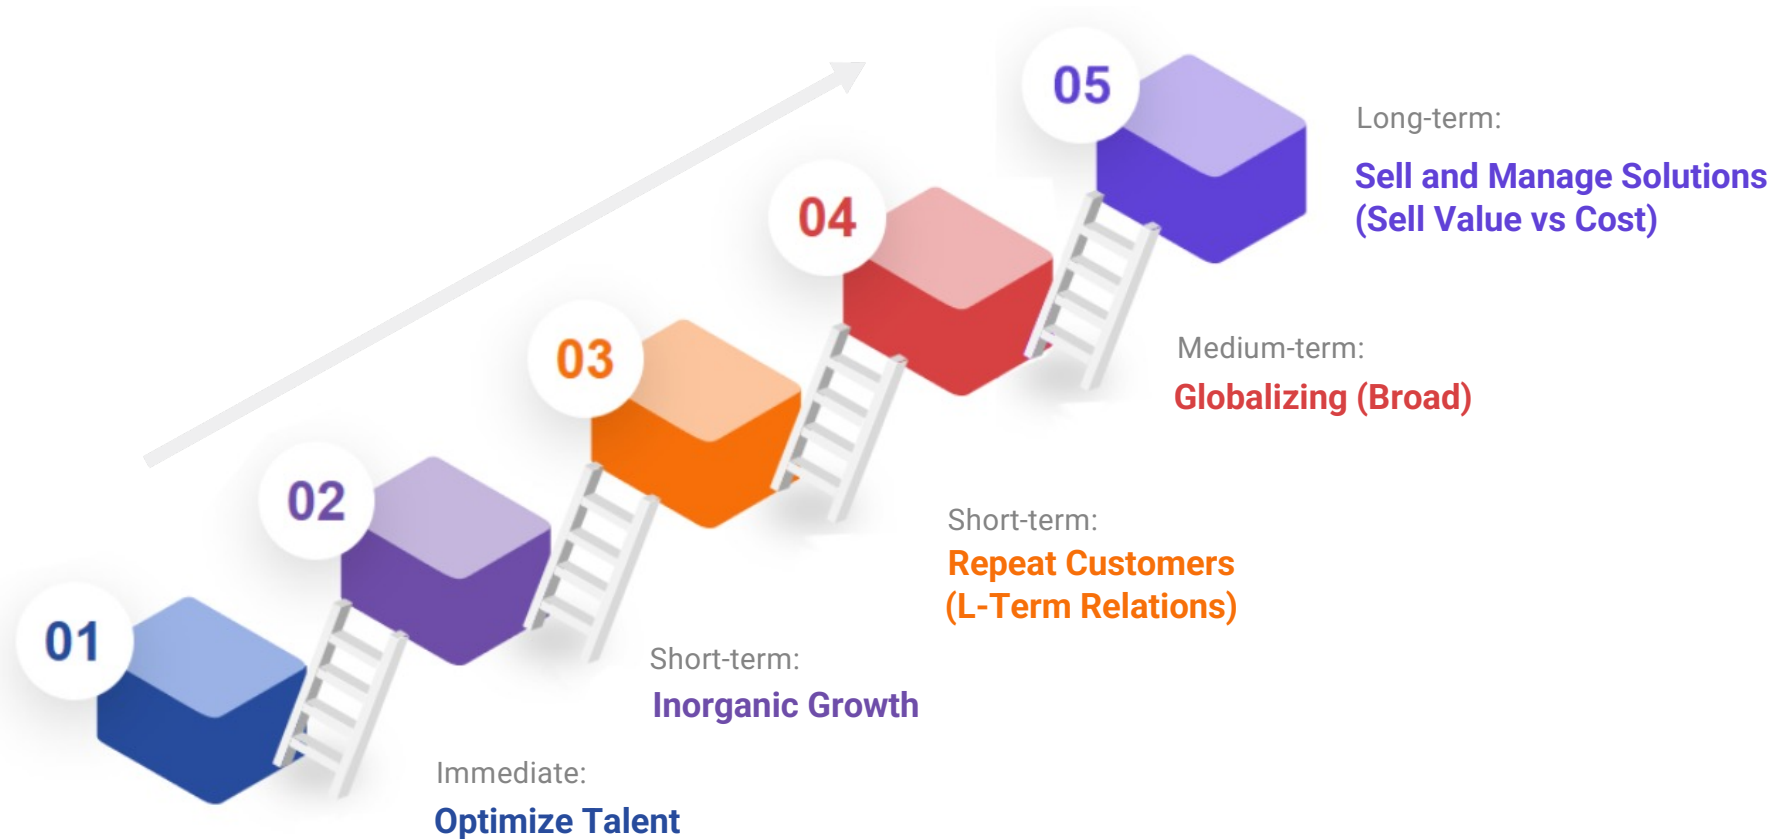 05
Long-term:
Sell and Manage Solutions
(Sell Value vs Cost)
04
Medium-term:
Globalizing (Broad)
03
Short-term:
Repeat Customers
(L-Term Relations)
02
Short-term:
Inorganic Growth
01
Immediate:
Optimize Talent